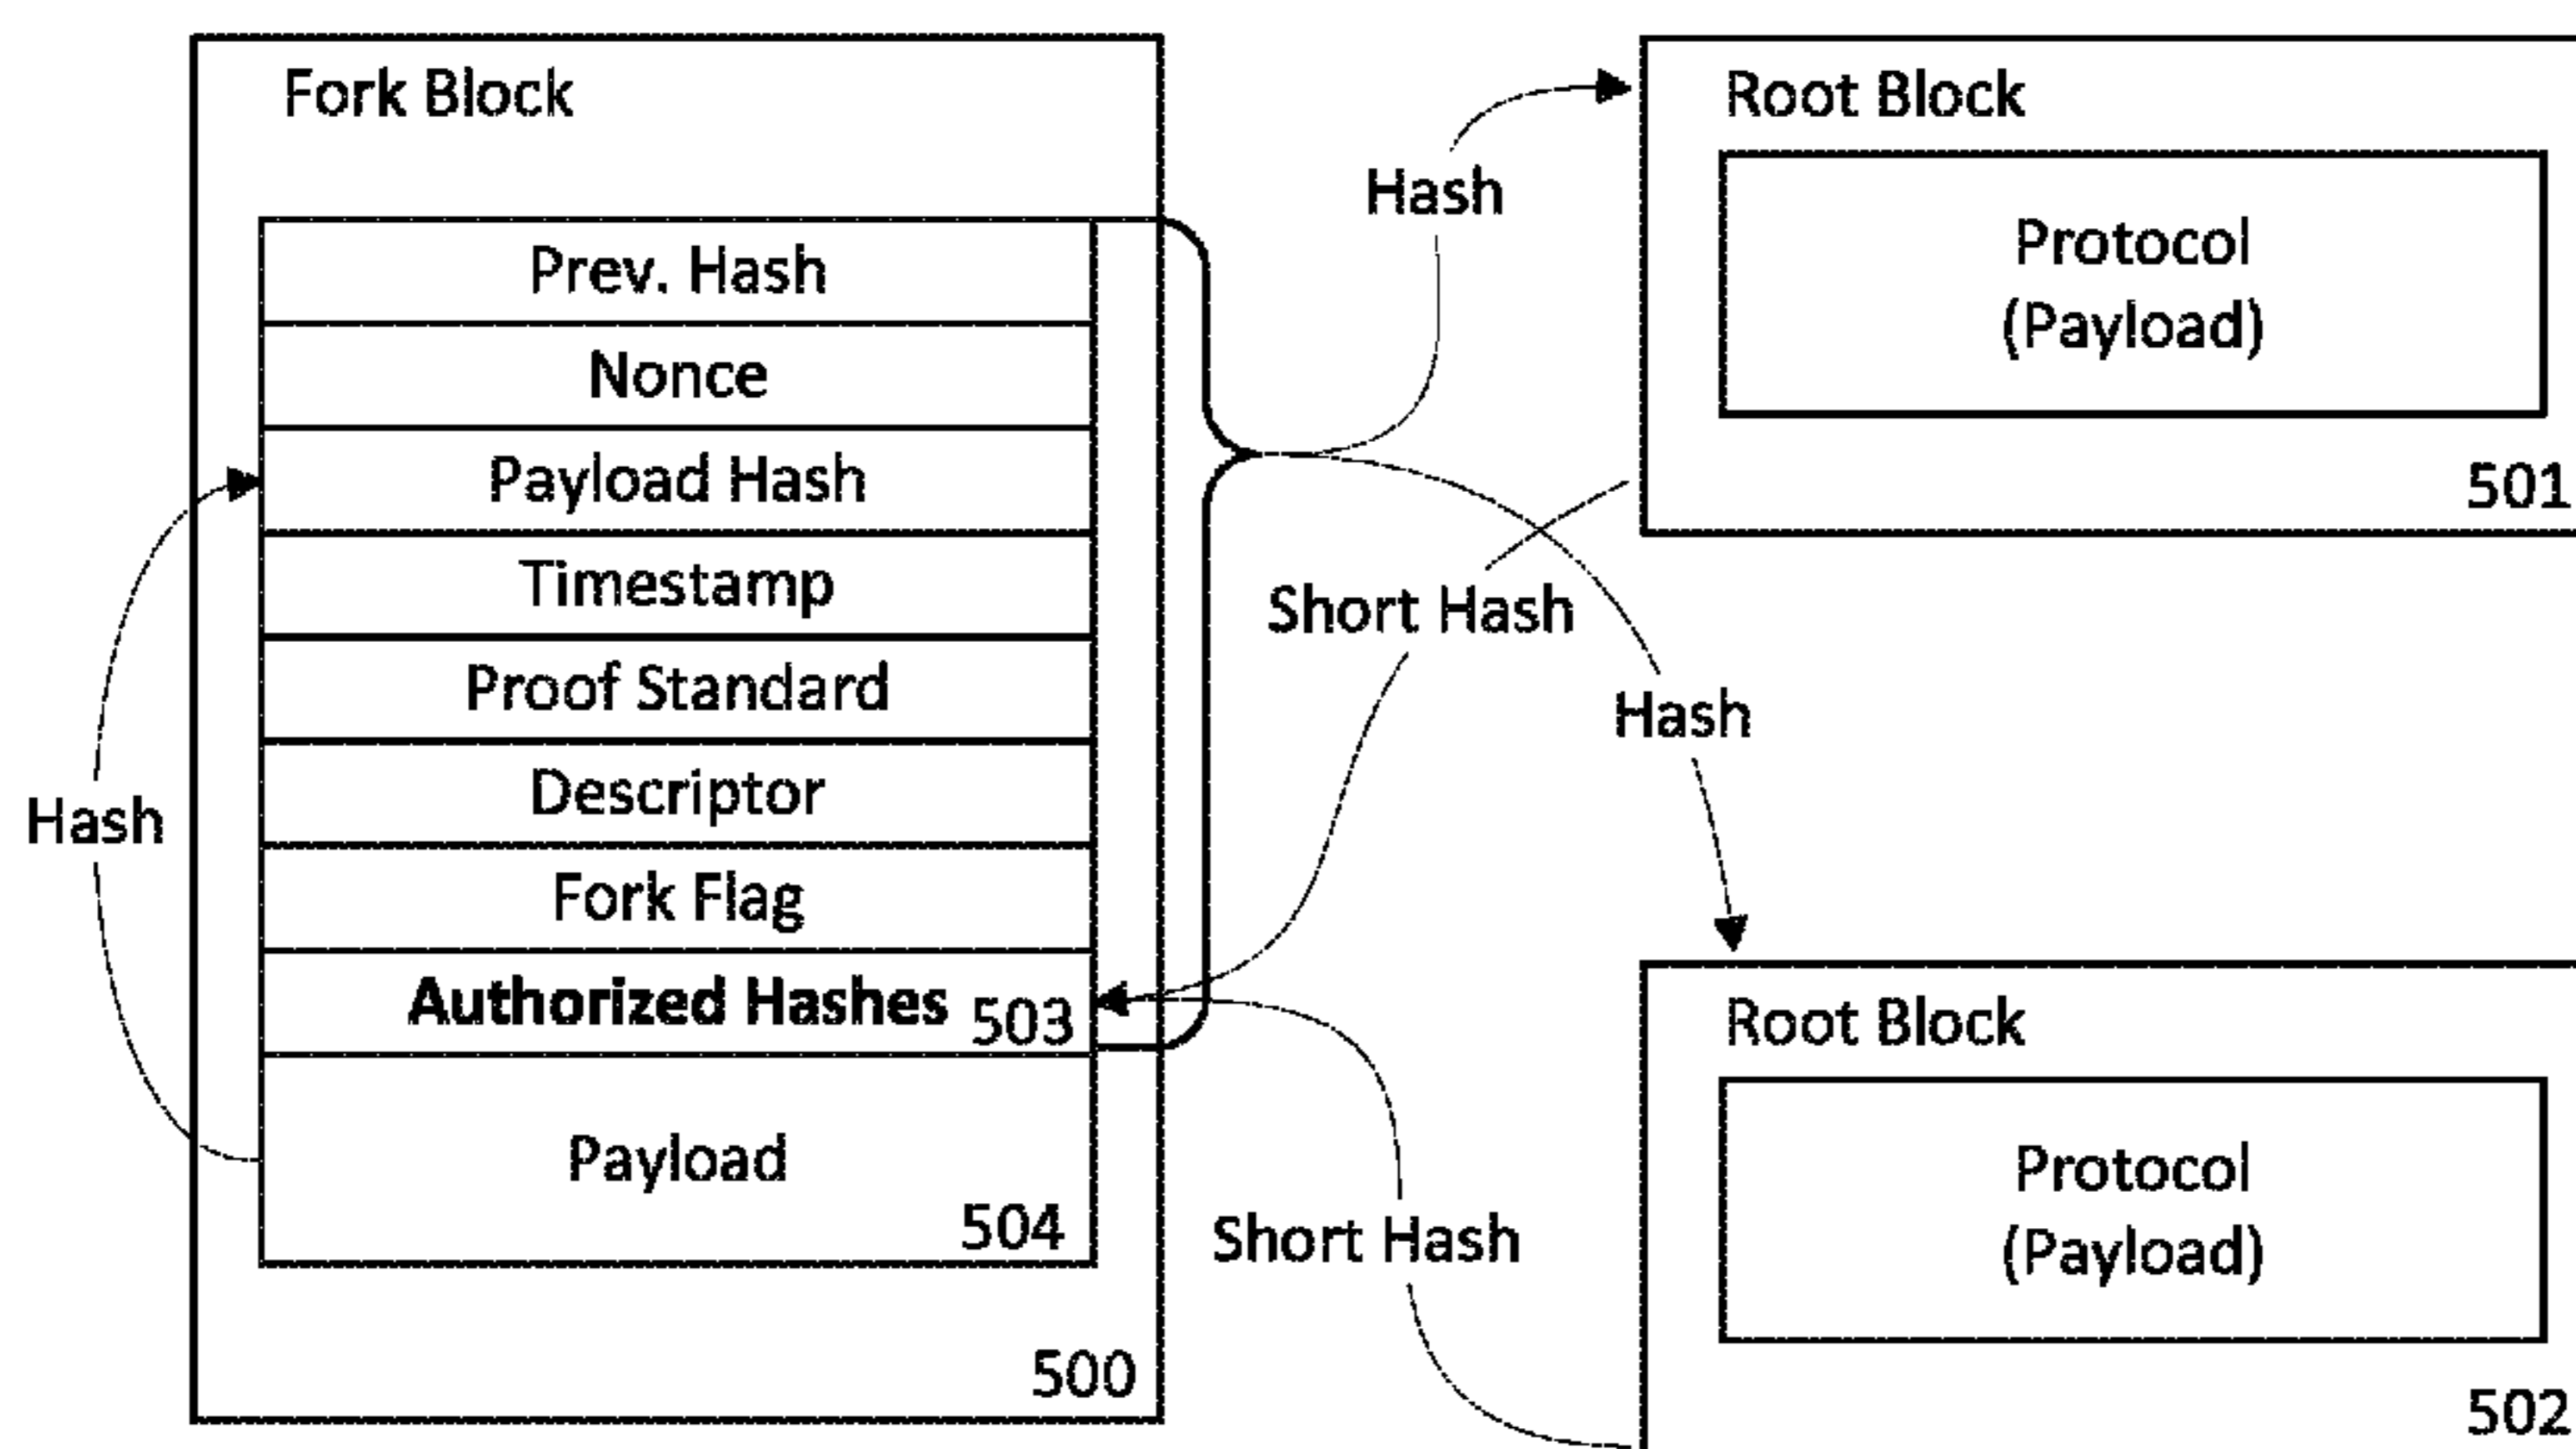 Fork Block
Prev. Hash
Nonce
Payload Hash
Timestamp
Proof Standard
Descriptor
Fork Flag
Authorized Hashes 503
Payload
504
500
Hash
Hash
Short Hash
Hash
Short Hash
Root Block
Protocol
(Payload)
501
Root Block
Protocol
(Payload)
502